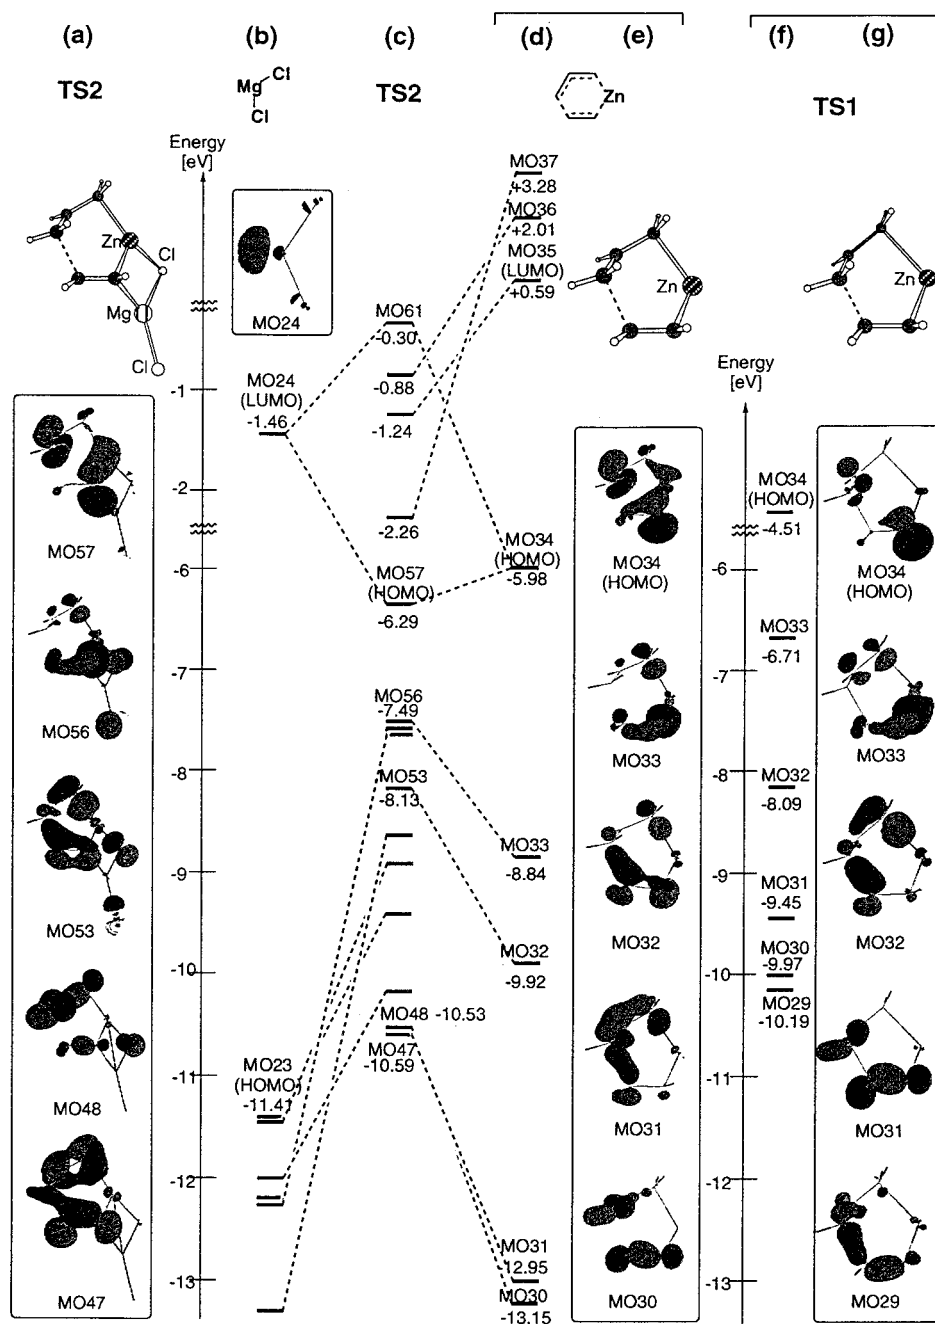 (a) (b) (c) (d) (e) (f) (g)
TS2
Mg
Cl
Cl
TS2
Zn
TS1
Energy
[eV]
Zn
Cl
Mg
Cl
MO24
MO24
(LUMO)
-1.46
MO23
(HOMO)
-11.41
-1
-2
-6
-7
-8
-9
-10
-11
-12
-13
MO57
MO56
MO53
MO48
MO47
MO61
-0.30
-0.88
-1.24
-2.26
MO57
(HOMO)
-6.29
MO56
-7.49
MO53
-8.13
MO48 -10.53
MO47
-10.59
MO37
+3.28
MO36
+2.01
MO35
(LUMO)
+0.59
MO34
(HOMO)
-5.98
MO33
-8.84
MO32
-9.92
MO31
-12.95
MO30
-13.15
Zn
MO34
(HOMO)
MO33
MO32
MO31
MO30
Energy
[eV]
-6
-7
-8
-9
-10
-11
-12
-13
MO34
(HOMO)
-4.51
MO33
-6.71
MO32
-8.09
MO31
-9.45
MO30
-9.97
MO29
-10.19
Zn
MO34
(HOMO)
MO33
MO32
MO31
MO29